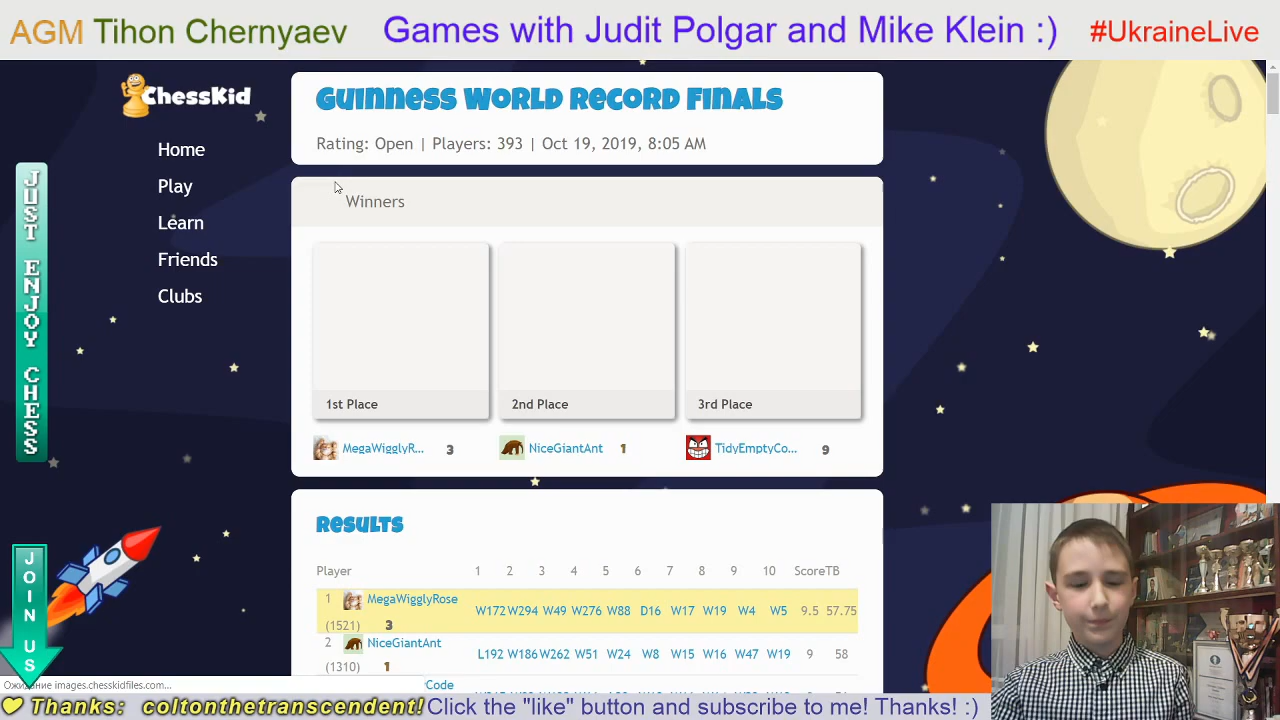 AGM Tihon Chernyaev
Games with Judit Polgar and Mike Klein :)
#UkraineLive
ChessKid
Home
Play
Learn
Friends
Clubs
JUST ENJOY CHESS
JOIN US
Guinness World Record Finals
Rating: Open | Players: 393 | Oct 19, 2019, 8:05 AM
Winners
1st Place 2nd Place 3rd Place
MegaWigglyR... 3 NiceGiantAnt 1 TidyEmptyCo... 9
Results
Player 1 2 3 4 5 6 7 8 9 10 ScoreTB
1 MegaWigglyRose (1521) 3 W172 W294 W49 W276 W88 D16 W17 W19 W4 W5 9.5 57.75
2 NiceGiantAnt (1310) 1 L192 W186 W262 W51 W24 W8 W15 W16 W47 W19 9 58
Code
Ожидание images.chesskidfiles.com...
Thanks: coltonthetranscendent!
Click the "like" button and subscribe to me! Thanks! :)